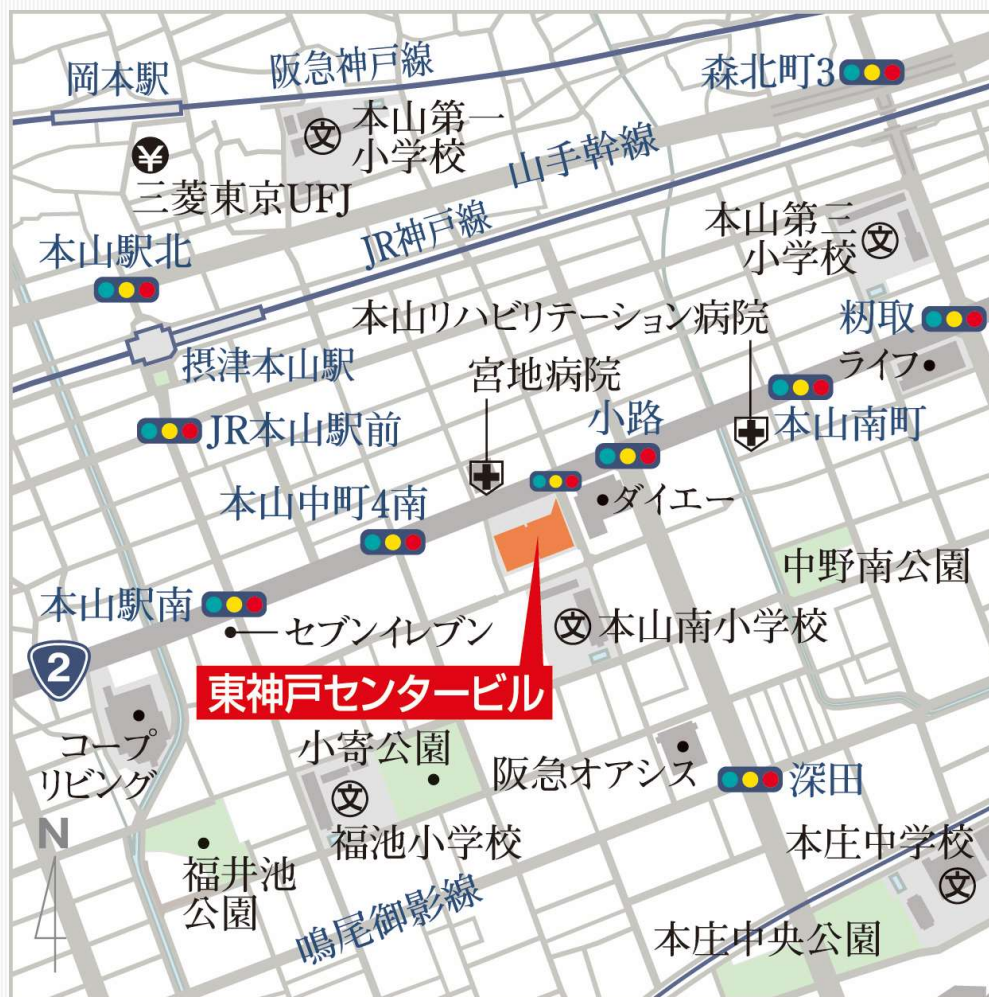 岡本駅
阪急神戸線
森北町3
本山第一
小学校
三菱東京UFJ
山手幹線
JR神戸線
本山駅北
本山第三
小学校
本山リハビリテーション病院
籾取
ライフ
摂津本山駅
宮地病院
JR本山駅前
小路
本山南町
本山中町4南
ダイエー
中野南公園
本山駅南
セブンイレブン
文
本山南小学校
2
東神戸センタービル
コープ
リビング
小寄公園
阪急オアシス
深田
文
福池小学校
N
福井池
公園
鳴尾御影線
本庄中学校
文
本庄中央公園
¥
文
文